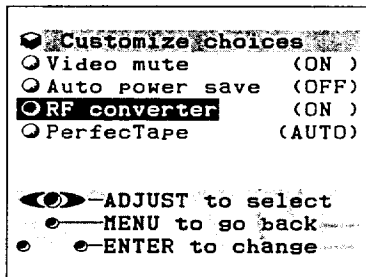 Customize choices
Video mute (ON )
Auto power save (OFF)
RF converter (ON )
PerfecTape (AUTO)
ADJUST to select
MENU to go back
ENTER to change